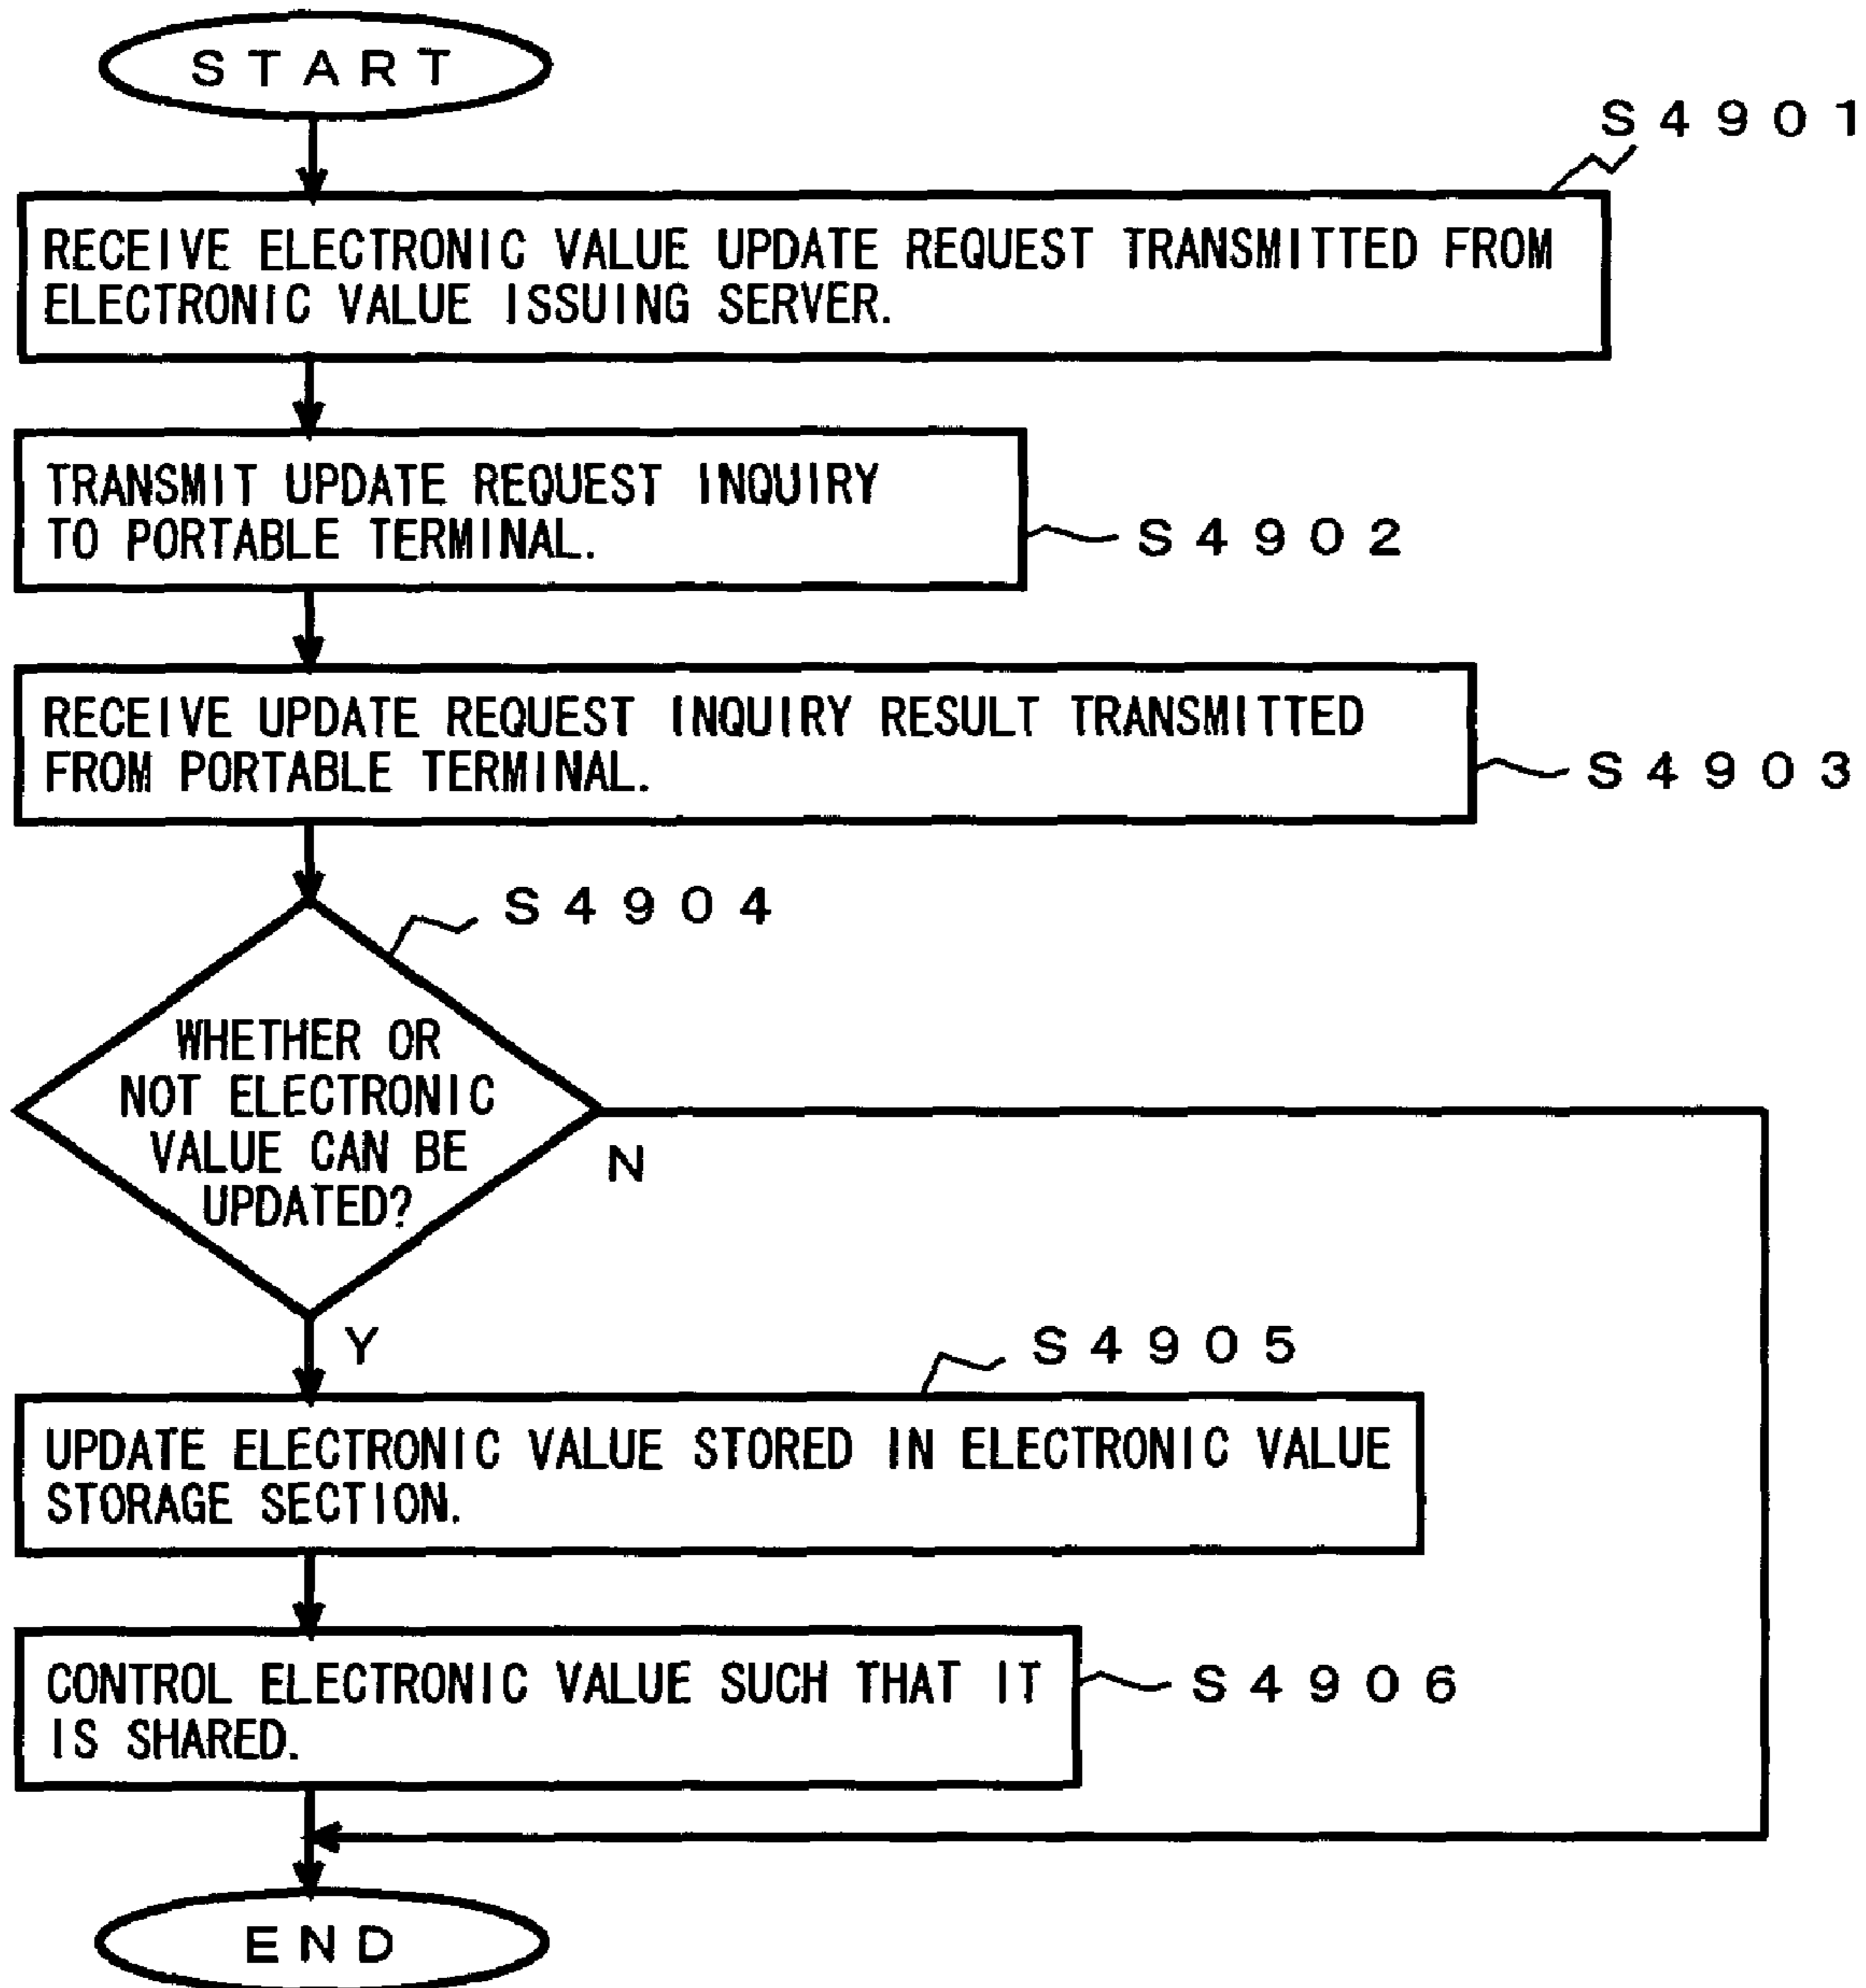 START
S4901
RECEIVE ELECTRONIC VALUE UPDATE REQUEST TRANSMITTED FROM
ELECTRONIC VALUE ISSUING SERVER.
TRANSMIT UPDATE REQUEST INQUIRY
TO PORTABLE TERMINAL.
S4902
RECEIVE UPDATE REQUEST INQUIRY RESULT TRANSMITTED
FROM PORTABLE TERMINAL.
S4903
S4904
WHETHER OR
NOT ELECTRONIC
VALUE CAN BE
UPDATED?
N
Y
S4905
UPDATE ELECTRONIC VALUE STORED IN ELECTRONIC VALUE
STORAGE SECTION.
CONTROL ELECTRONIC VALUE SUCH THAT IT
IS SHARED.
S4906
END